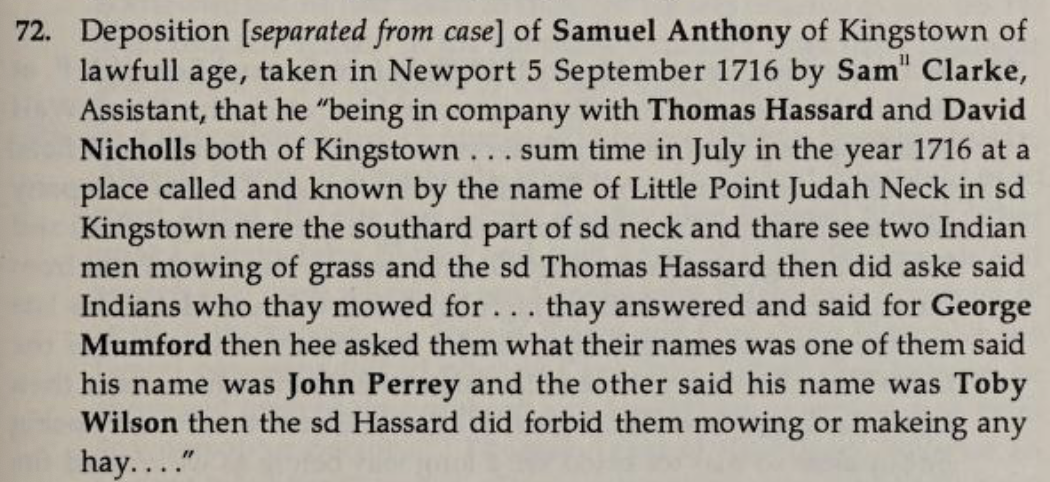 72. Deposition [separated from case] of Samuel Anthony of Kingstown of
lawfull age, taken in Newport 5 September 1716 by Samll Clarke,
Assistant, that he "being in company with Thomas Hassard and David
Nicholls both of Kingstown . . . sum time in July in the year 1716 at a
place called and known by the name of Little Point Judah Neck in sd
Kingstown nere the southard part of sd neck and thare see two Indian
men mowing of grass and the sd Thomas Hassard then did aske said
Indians who thay mowed for . . . thay answered and said for George
Mumford then hee asked them what their names was one of them said
his name was John Perrey and the other said his name was Toby
Wilson then the sd Hassard did forbid them mowing or makeing any
hay. . . ."